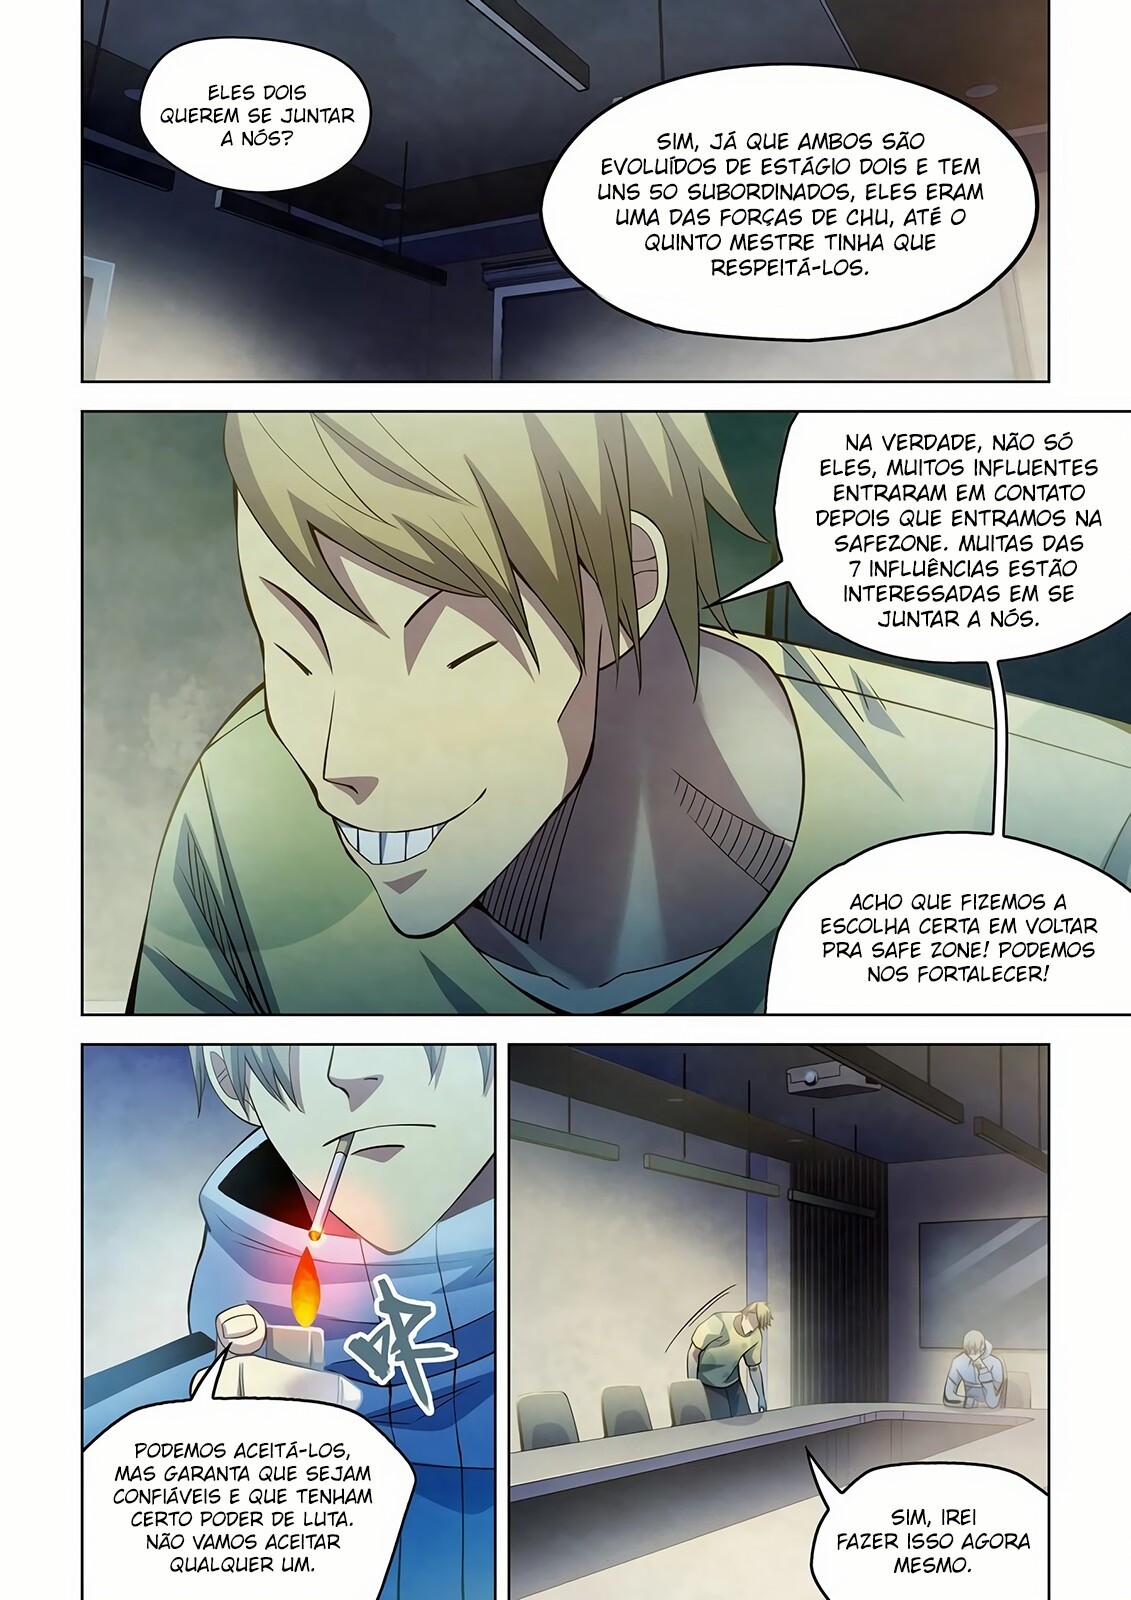 ELES DOIS
QUEREM SE JUNTAR
A NÓS?
SIM, JÁ QUE AMBOS SÃO
EVOLUÍDOS DE ESTÁGIO DOIS E TEM
UNS 50 SUBORDINADOS, ELES ERAM
UMA DAS FORÇAS DE CHU, ATÉ O
QUINTO MESTRE TINHA QUE
RESPEITÁ-LOS.
NA VERDADE, NÃO SÓ
ELES, MUITOS INFLUENTES
ENTRARAM EM CONTATO
DEPOIS QUE ENTRAMOS NA
SAFEZONE. MUITAS DAS
7 INFLUÊNCIAS ESTÃO
INTERESSADAS EM SE
JUNTAR A NÓS.
ACHO QUE FIZEMOS A
ESCOLHA CERTA EM VOLTAR
PRA SAFE ZONE! PODEMOS
NOS FORTALECER!
咔
PODEMOS ACEITÁ-LOS,
MAS GARANTA QUE SEJAM
CONFIÁVEIS E QUE TENHAM
CERTO PODER DE LUTA.
NÃO VAMOS ACEITAR
QUALQUER UM.
SIM, IREI
FAZER ISSO AGORA
MESMO.